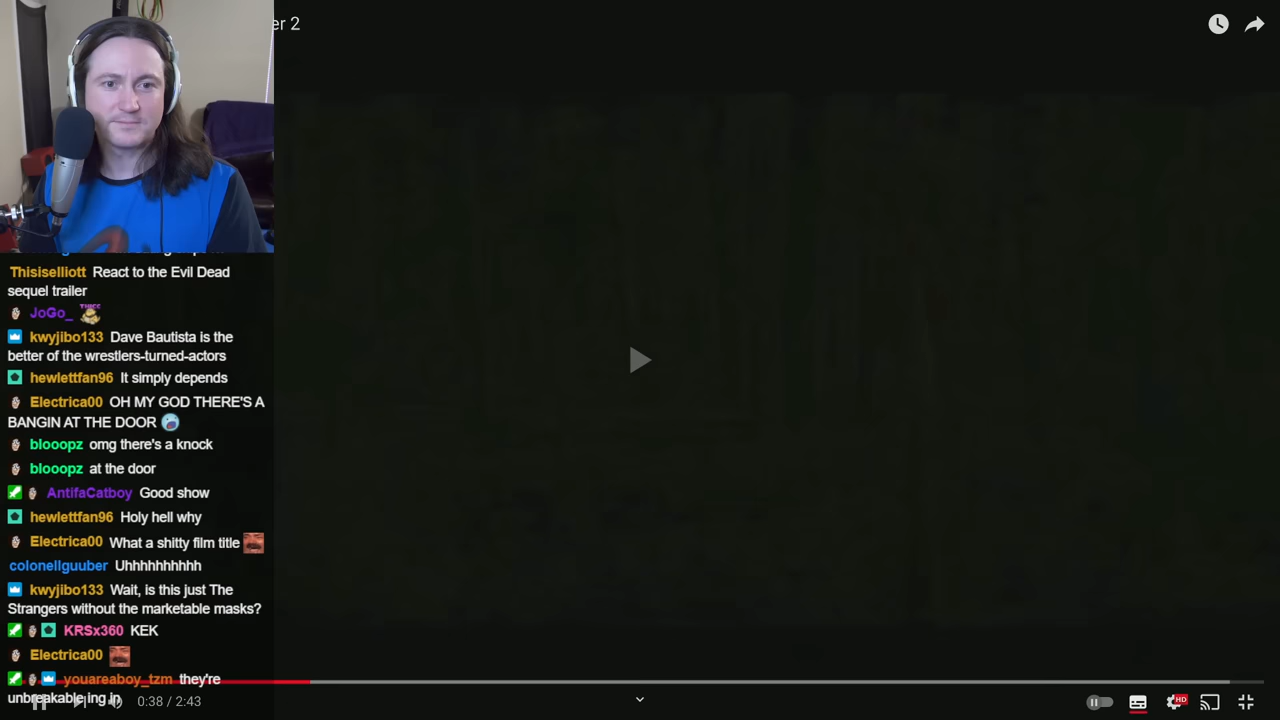 er 2
Thisiselliott React to the Evil Dead
sequel trailer
JoGo_
kwyjibo133 Dave Bautista is the
better of the wrestlers-turned-actors
hewlettfan96 It simply depends
Electrica00 OH MY GOD THERE'S A
BANGIN AT THE DOOR
blooopz omg there's a knock
blooopz at the door
AntifaCatboy Good show
hewlettfan96 Holy hell why
Electrica00 What a shitty film title
colonellguuber Uhhhhhhhhhh
kwyjibo133 Wait, is this just The
Strangers without the marketable masks?
KRSx360 KEK
Electrica00
youareaboy_tzm they're
unbreakable ing in
0:38 / 2:43
HD